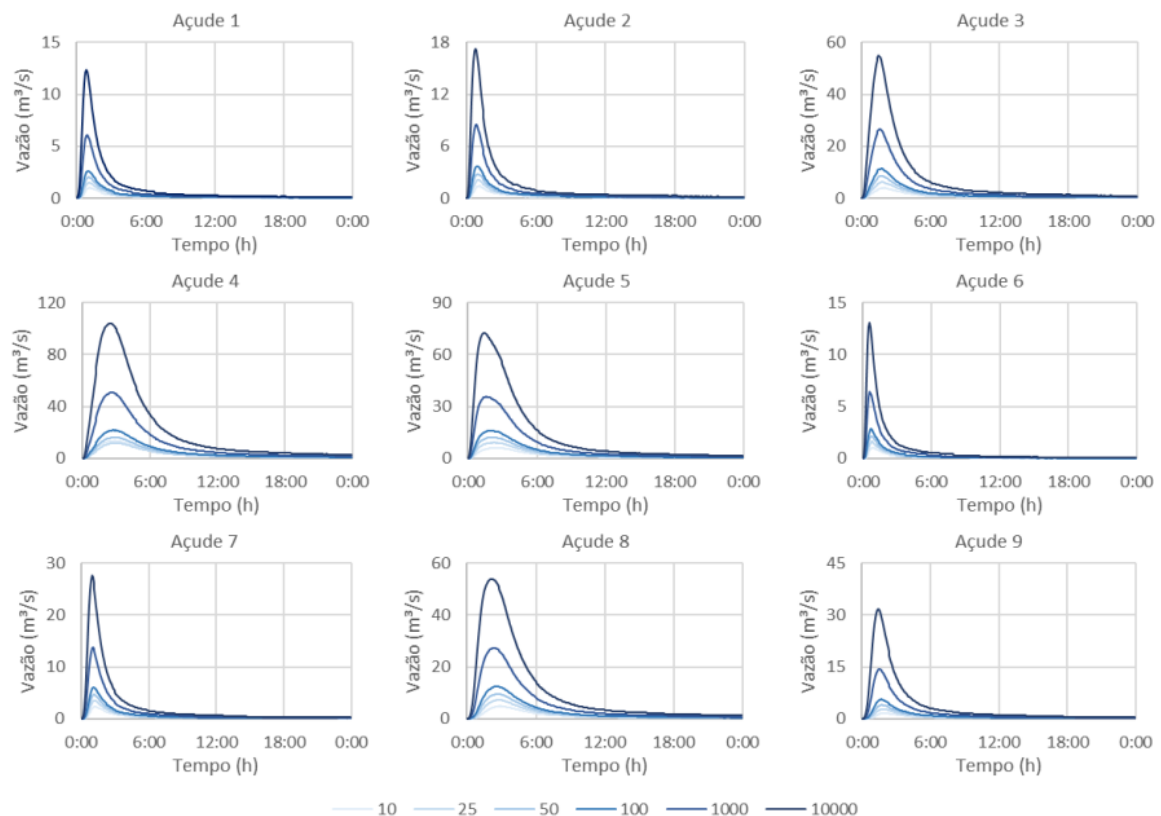 Açude 1
Vazão (m³/s)
15
10
5
0
0:00 6:00 12:00 18:00 0:00
Tempo (h)
Açude 2
Vazão (m³/s)
18
12
6
0
0:00 6:00 12:00 18:00 0:00
Tempo (h)
Açude 3
Vazão (m³/s)
60
40
20
0
0:00 6:00 12:00 18:00 0:00
Tempo (h)
Açude 4
Vazão (m³/s)
120
80
40
0
0:00 6:00 12:00 18:00 0:00
Tempo (h)
Açude 5
Vazão (m³/s)
90
60
30
0
0:00 6:00 12:00 18:00 0:00
Tempo (h)
Açude 6
Vazão (m³/s)
15
10
5
0
0:00 6:00 12:00 18:00 0:00
Tempo (h)
Açude 7
Vazão (m³/s)
30
20
10
0
0:00 6:00 12:00 18:00 0:00
Tempo (h)
Açude 8
Vazão (m³/s)
60
40
20
0
0:00 6:00 12:00 18:00 0:00
Tempo (h)
Açude 9
Vazão (m³/s)
45
30
15
0
0:00 6:00 12:00 18:00 0:00
Tempo (h)
10 25 50 100 1000 10000